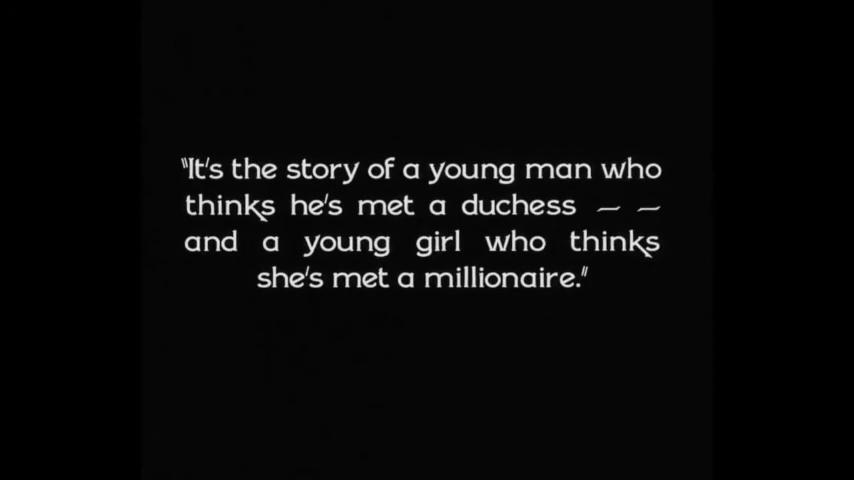 "It's the story of a young man who
thinks he's met a duchess — —
and a young girl who thinks
she's met a millionaire."